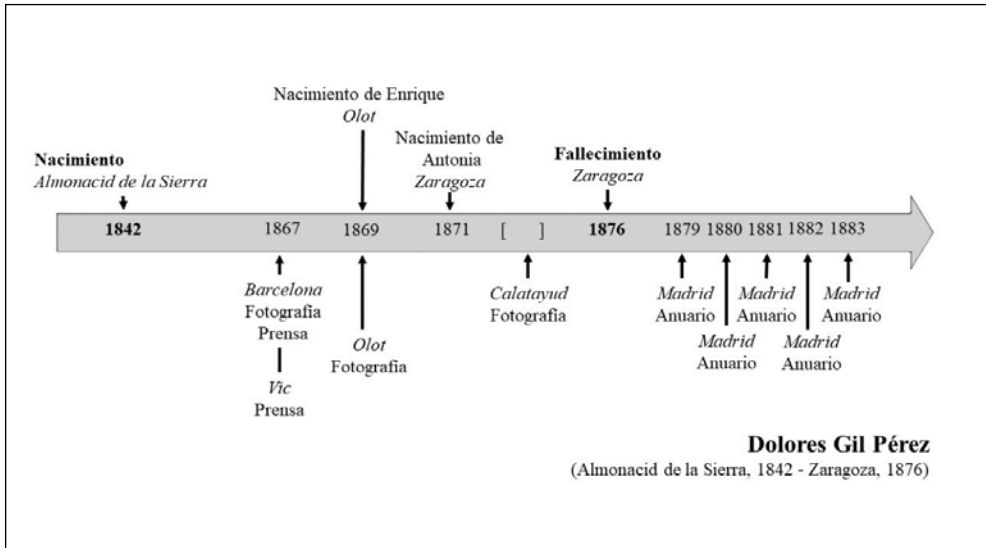 Nacimiento de Enrique
Olot
Nacimiento de
Antonia
Zaragoza
Nacimiento
Almonacid de la Sierra
Fallecimiento
Zaragoza
1842 1867 1869 1871 [ ] 1876 1879 1880 1881 1882 1883
Barcelona
Fotografía
Prensa
Vic
Prensa
Olot
Fotografía
Calatayud
Fotografía
Madrid
Anuario
Madrid
Anuario
Madrid
Anuario
Madrid
Anuario
Madrid
Anuario
Dolores Gil Pérez
(Almonacid de la Sierra, 1842 - Zaragoza, 1876)